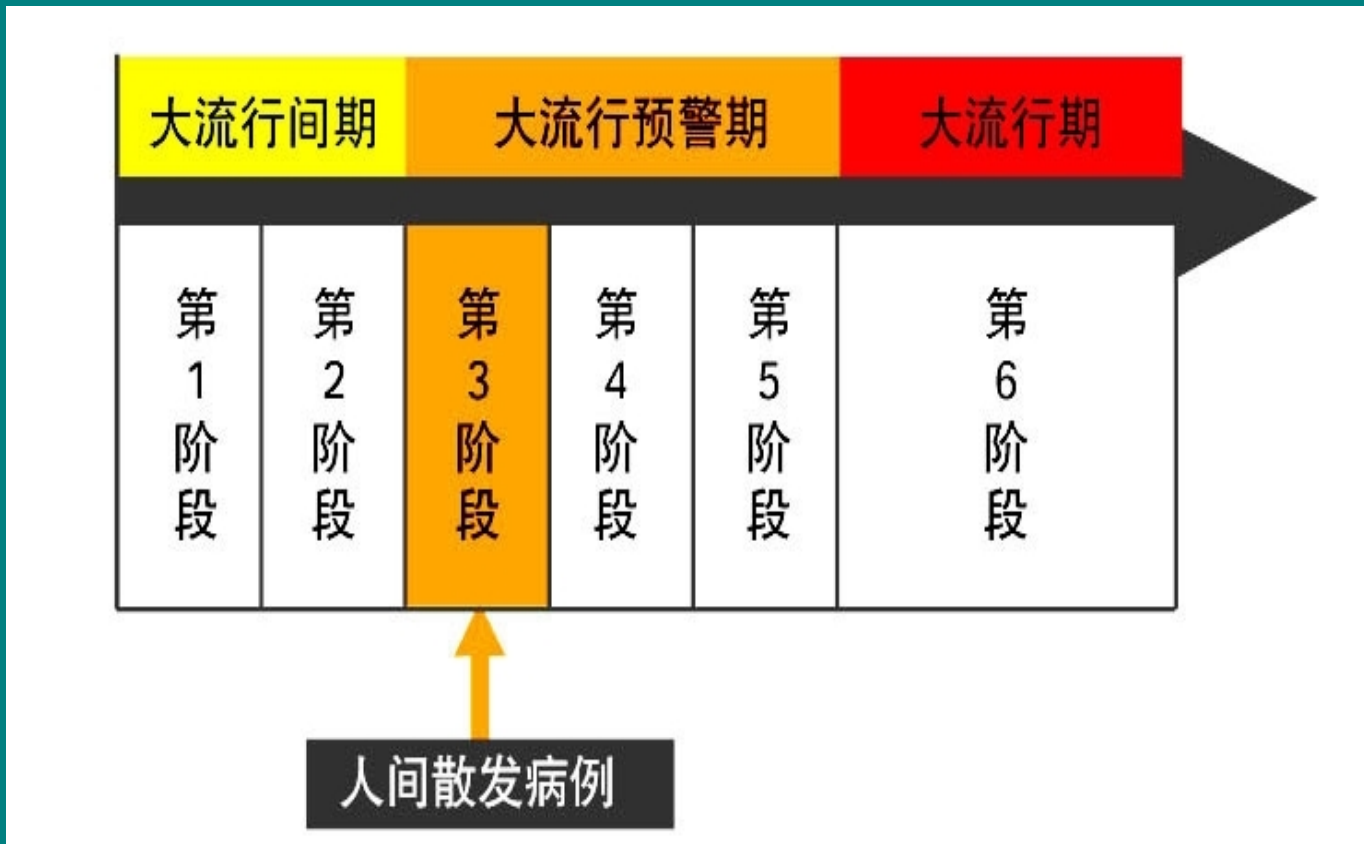 大流行间期
大流行预警期
大流行期
第1阶段
第2阶段
第3阶段
第4阶段
第5阶段
第6阶段
人间散发病例